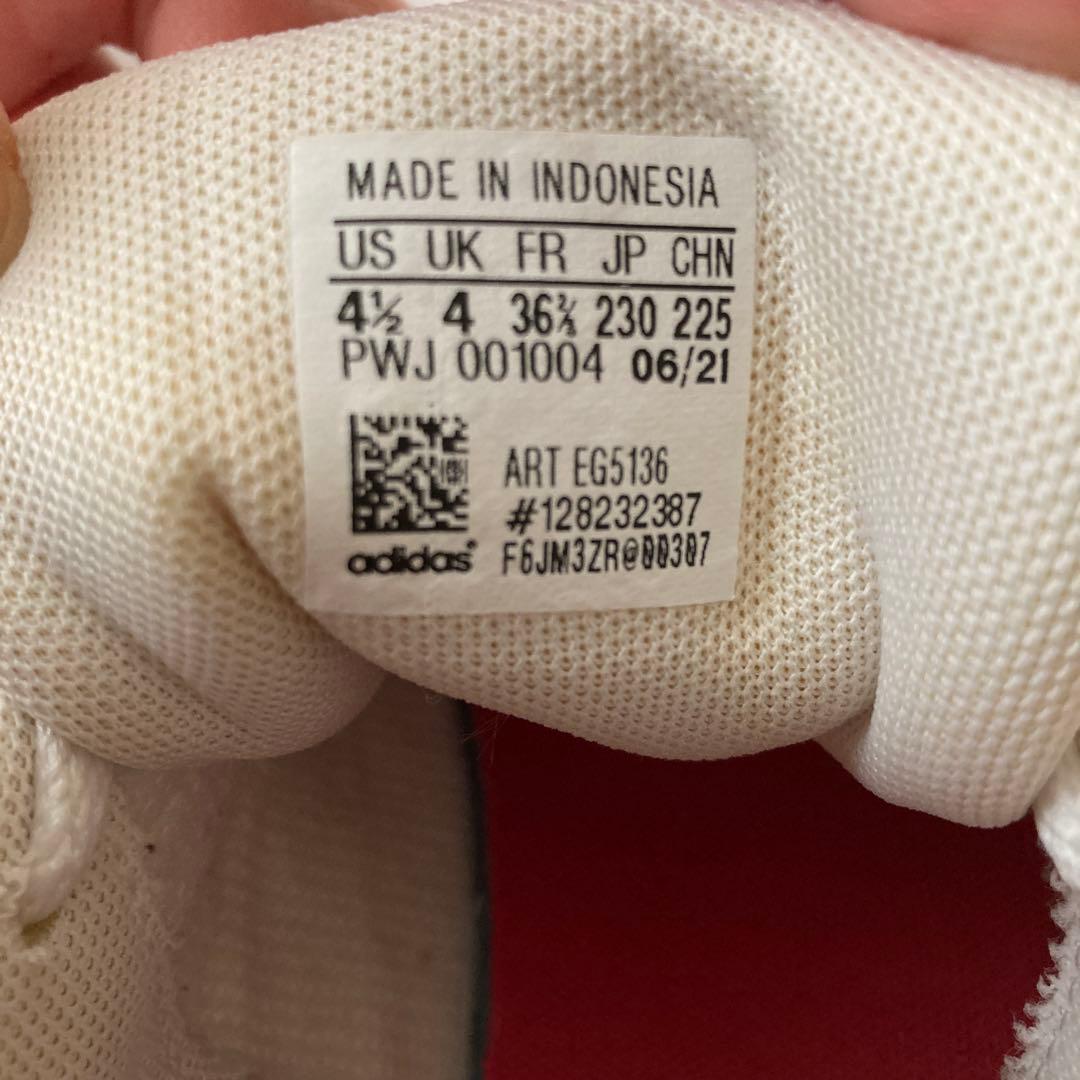 MADE IN INDONESIA
US UK FR JP CHN
4½ 4 36⅔ 230 225
PWJ 001004 06/21
ART EG5136
#128232387
adidas F6JM3ZR@00307